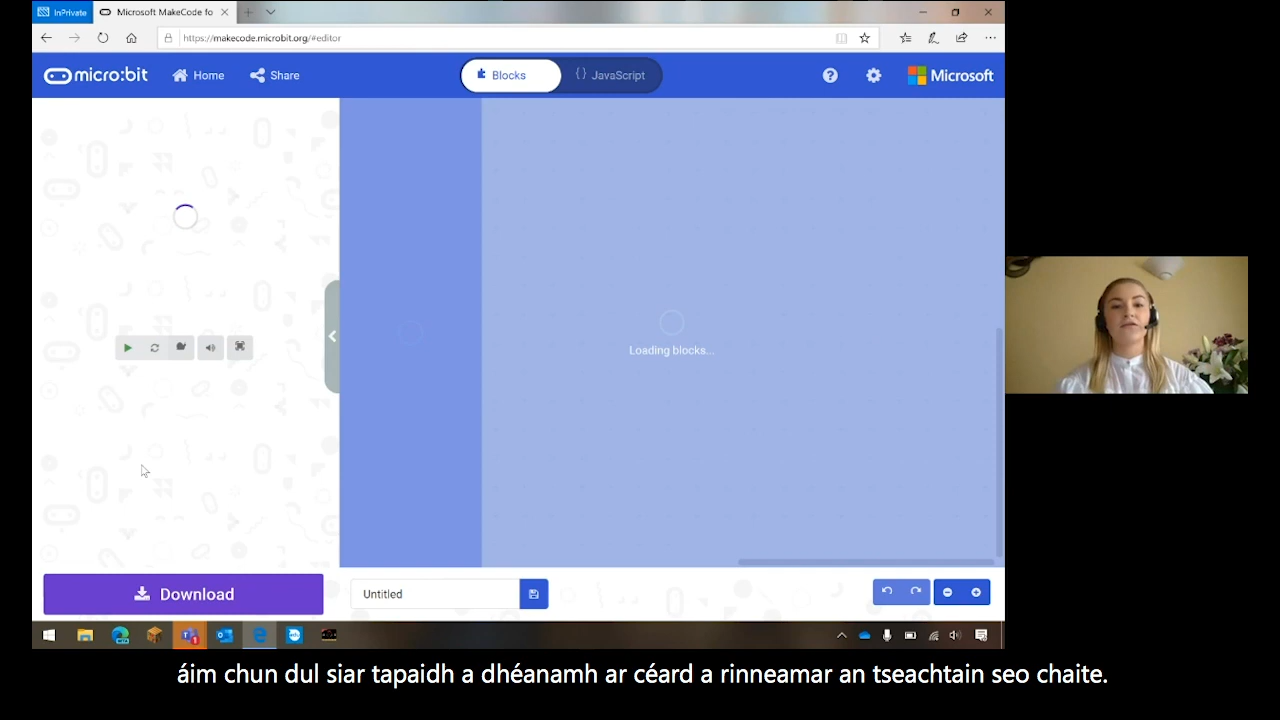 InPrivate
Microsoft MakeCode fo
https://makecode.microbit.org/#editor
micro:bit
Home
Share
Blocks
{} JavaScript
Microsoft
Loading blocks...
Download
Untitled
áim chun dul siar tapaidh a dhéanamh ar céard a rinneamar an tseachtain seo chaite.